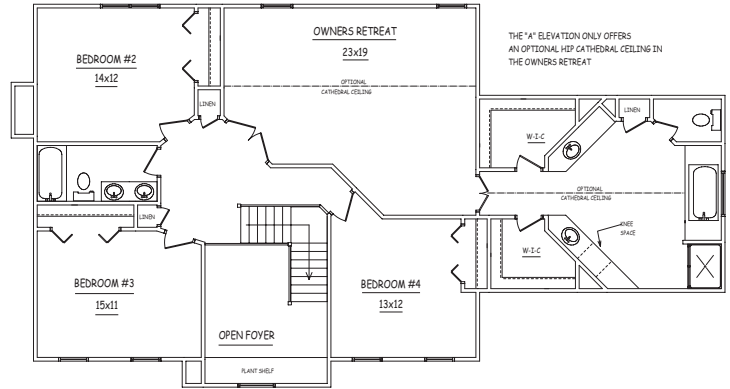 OWNERS RETREAT
23x19
THE "A" ELEVATION ONLY OFFERS
AN OPTIONAL HIP CATHEDRAL CEILING IN
THE OWNERS RETREAT
BEDROOM #2
14x12
OPTIONAL
CATHEDRAL CEILING
LINEN
LINEN
W-I-C
OPTIONAL
CATHEDRAL CEILING
LINEN
KNEE
SPACE
W-I-C
BEDROOM #3
15x11
BEDROOM #4
13x12
OPEN FOYER
PLANT SHELF